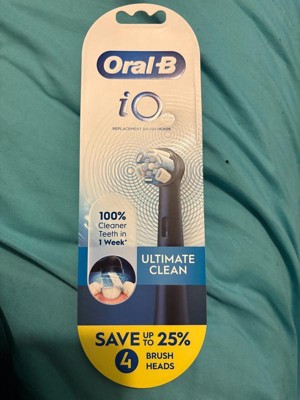 Oral-B
iO
REPLACEMENT BRUSH HEADS
100%
Cleaner
Teeth in
1 Week*
ULTIMATE
CLEAN
SAVE UP TO 25%
4 BRUSH HEADS